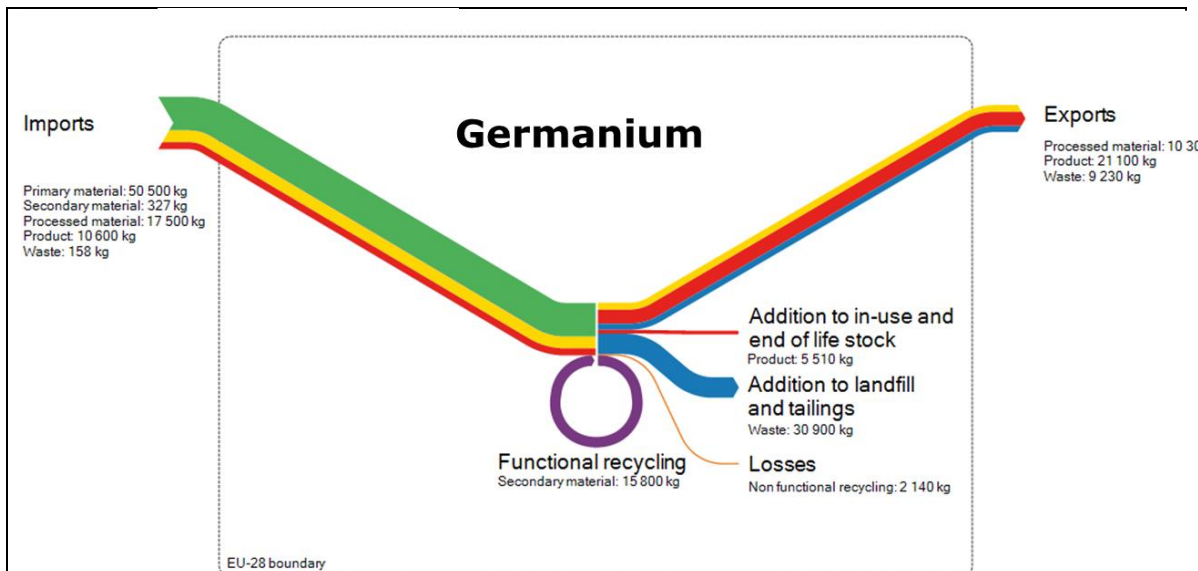 Germanium
Imports
Primary material: 50 500 kg
Secondary material: 327 kg
Processed material: 17 500 kg
Product: 10 600 kg
Waste: 158 kg
Exports
Processed material: 10 30
Product: 21 100 kg
Waste: 9 230 kg
Addition to in-use and
end of life stock
Product: 5 510 kg
Addition to landfill
and tailings
Waste: 30 900 kg
Functional recycling
Secondary material: 15 800 kg
Losses
Non functional recycling: 2 140 kg
EU-28 boundary